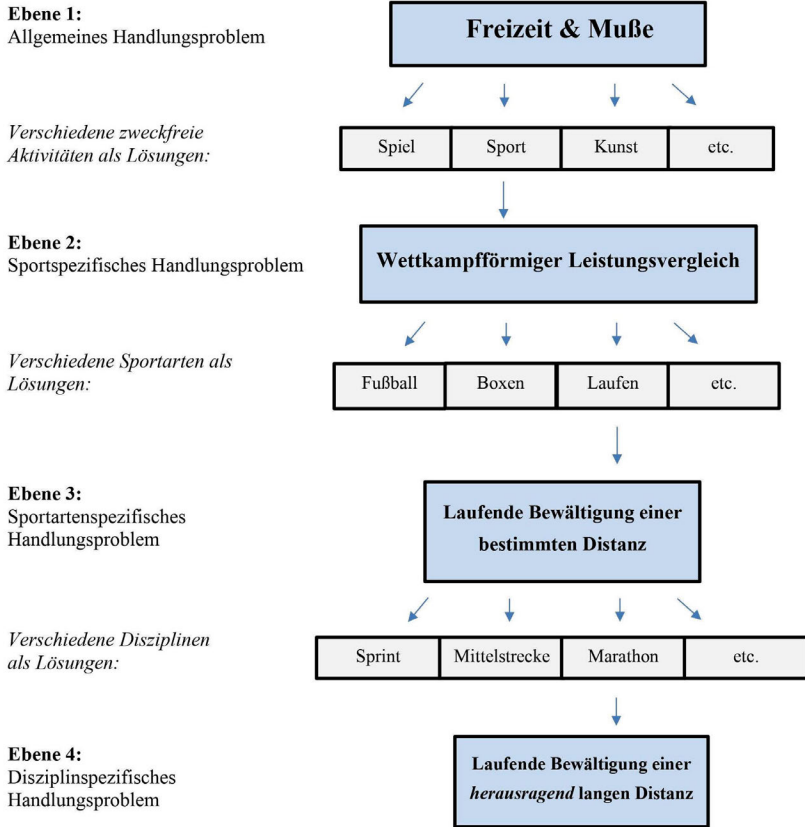 Ebene 1:
Allgemeines Handlungsproblem
Freizeit & Muße
Verschiedene zweckfreie
Aktivitäten als Lösungen:
Spiel Sport Kunst etc.
Ebene 2:
Sportspezifisches Handlungsproblem
Wettkampfförmiger Leistungsvergleich
Verschiedene Sportarten als
Lösungen:
Fußball Boxen Laufen etc.
Ebene 3:
Sportartenspezifisches
Handlungsproblem
Laufende Bewältigung einer
bestimmten Distanz
Verschiedene Disziplinen
als Lösungen:
Sprint Mittelstrecke Marathon etc.
Ebene 4:
Disziplinspezifisches
Handlungsproblem
Laufende Bewältigung einer
herausragend langen Distanz